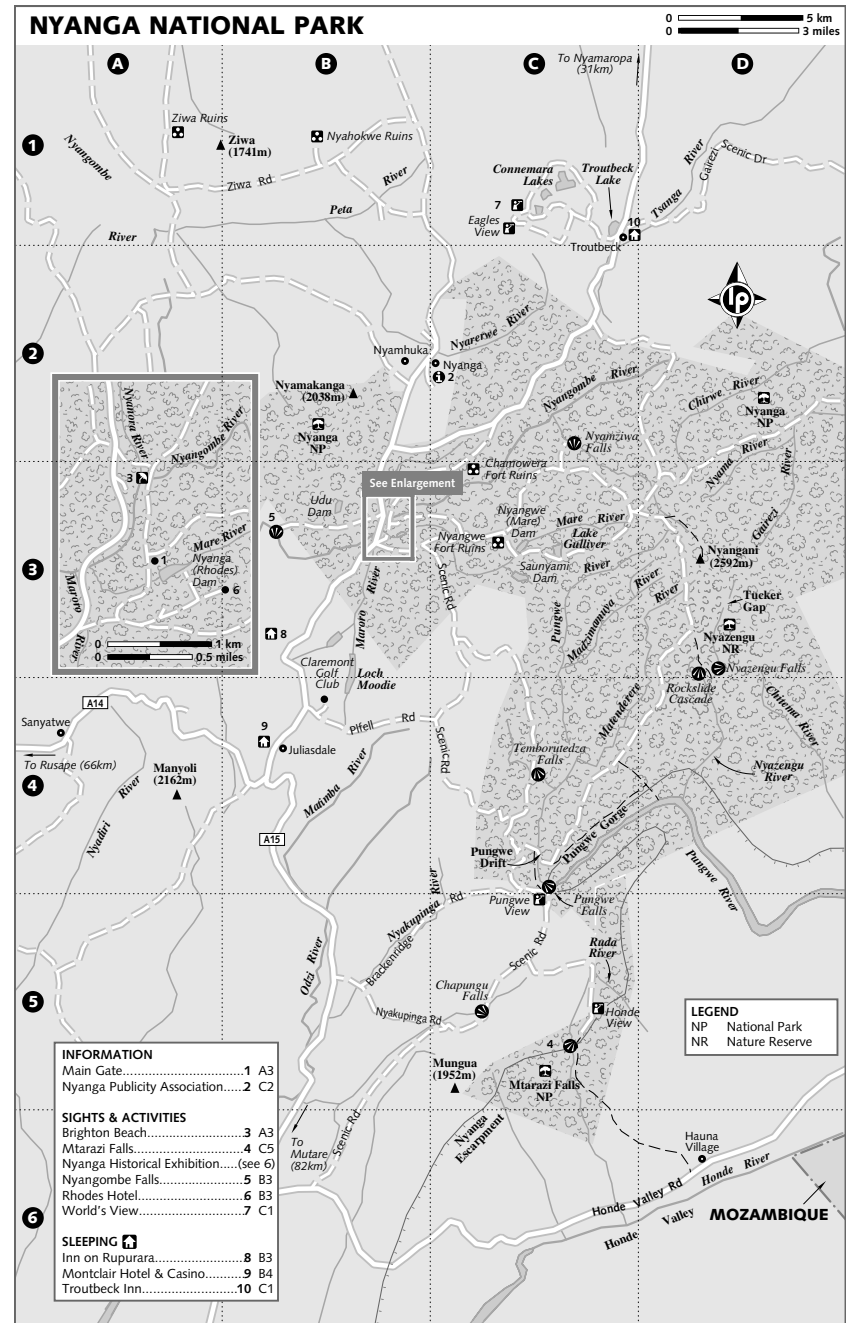 NYANGA NATIONAL PARK
0 5 km
0 3 miles
A
B
C
D
To Nyamaropa
(31km)
1
Nyangombe
River
Ziwa Ruins
Ziwa
(1741m)
Nyahokwe Ruins
Ziwa Rd
Peta
River
Connemara
Lakes
Troutbeck
Lake
7
Eagles
View
10
Troutbeck
Tsanga
River
Gairezi
Scenic Dr
lp
2
Nyamhuka
Nyanga
2
Nyarerwe River
Nyamakanga
(2038m)
Nyanga
NP
Nyangombe River
Nyamziwa
Falls
Chirwe River
Nyanga
NP
Nyama River
Gairezi
River
Nyanora River
Nyangombe River
3
Mare River
1
Nyanga
(Rhodes)
Dam
6
Maroro
River
0 1 km
0 0.5 miles
3
See Enlargement
Chamowera
Fort Ruins
Udu
Dam
5
Nyangwe
(Mare)
Dam
Mare River
Lake
Gulliver
Nyangwe
Fort Ruins
Saunyami
Dam
River
Pungwe
Madzimamuya
River
Matenderere
River
Scenic Rd
Maroro
River
Nyangani
(2592m)
Tucker
Gap
Nyazengu
NR
Nyazengu Falls
Rockslide
Cascade
Chitema River
8
Claremont
Golf
Club
Loch
Moodie
4
A14
Sanyatwe
To Rusape (66km)
Manyoli
(2162m)
Nyadiri
River
9
Juliasdale
Pifell Rd
Scenic Rd
Matimba River
A15
Temborutedza
Falls
Nyazengu
River
Pungwe
Drift
Pungwe Gorge
Pungwe
River
Pungwe
View
Pungwe
Falls
Nyakupinga
River
Brackenridge
Rd
Ruda
River
Scenic Rd
5
Odzi River
Nyakupinga Rd
Chapungu
Falls
Honde
View
4
Mtarazi Falls
NP
Mungua
(1952m)
LEGEND
NP National Park
NR Nature Reserve
INFORMATION
Main Gate...................................1 A3
Nyanga Publicity Association......2 C2
SIGHTS & ACTIVITIES
Brighton Beach............................3 A3
Mtarazi Falls................................4 C5
Nyanga Historical Exhibition.....(see 6)
Nyangombe Falls.........................5 B3
Rhodes Hotel...............................6 B3
World's View...............................7 C1
SLEEPING
Inn on Rupurara..........................8 B3
Montclair Hotel & Casino............9 B4
Troutbeck Inn............................10 C1
6
To
Mutare
(82km)
Scenic Rd
Nyanga
Escarpment
Hauna
Village
Honde Valley Rd
Honde River
Honde Valley
MOZAMBIQUE